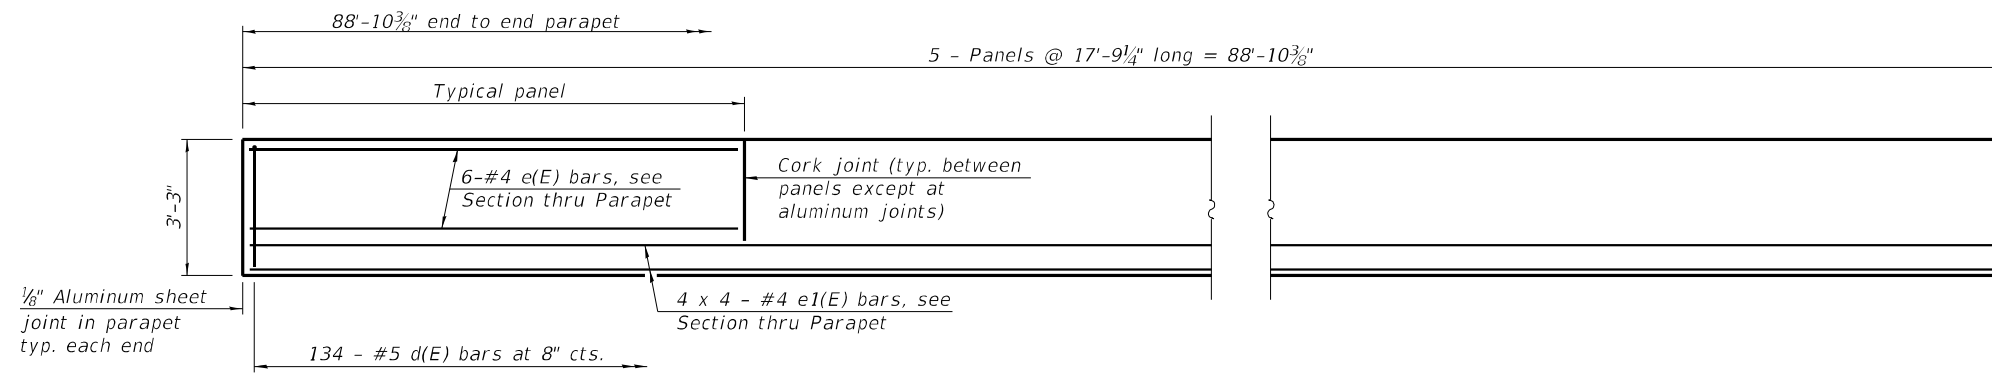 88'-10⅜" end to end parapet
5 - Panels @ 17'-9¼" long = 88'-10⅜"
Typical panel
3'-3"
6-#4 e(E) bars, see
Section thru Parapet
Cork joint (typ. between
panels except at
aluminum joints)
⅛" Aluminum sheet
joint in parapet
typ. each end
4 x 4 - #4 e1(E) bars, see
Section thru Parapet
134 - #5 d(E) bars at 8" cts.